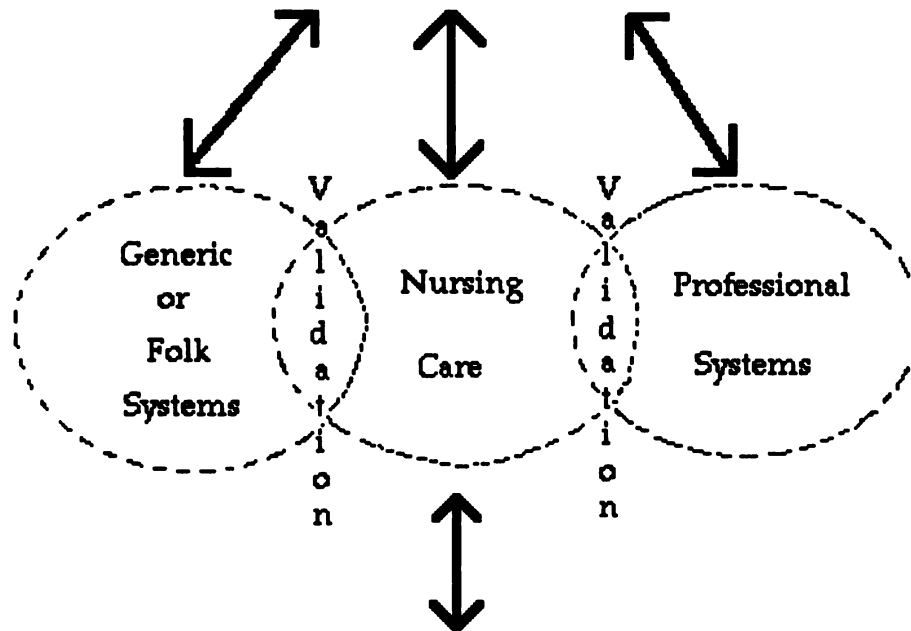 Generic
or
Folk
Systems
Validation
Nursing
Care
Validation
Professional
Systems